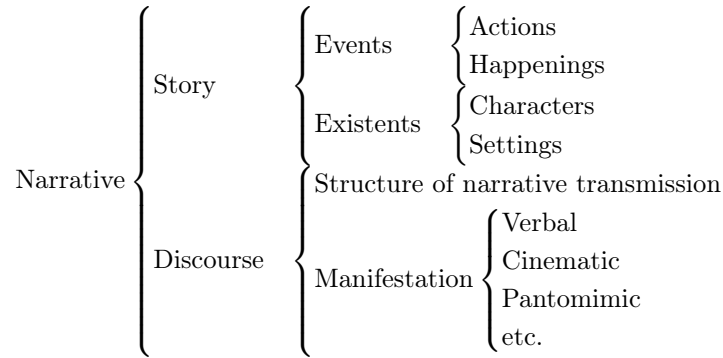 Narrative
Story
Events
Actions
Happenings
Existents
Characters
Settings
Discourse
Structure of narrative transmission
Manifestation
Verbal
Cinematic
Pantomimic
etc.